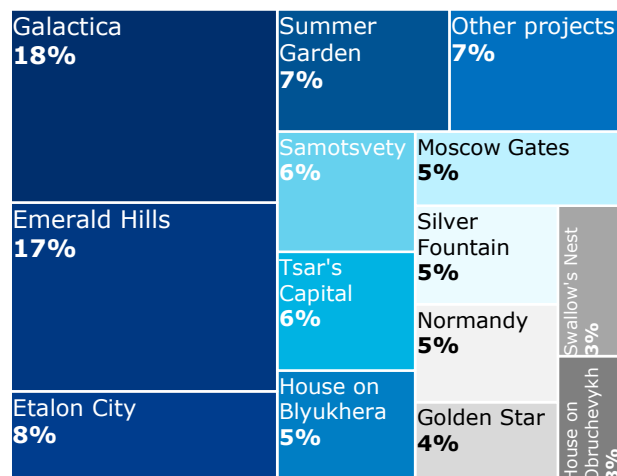 Galactica
18%
Emerald Hills
17%
Etalon City
8%
Summer
Garden
7%
Other projects
7%
Samotsvety
6%
Tsar's
Capital
6%
House on
Blyukhera
5%
Moscow Gates
5%
Silver
Fountain
5%
Normandy
5%
Golden Star
4%
Swallow's Nest
3%
House on
Obruchevykh
3%